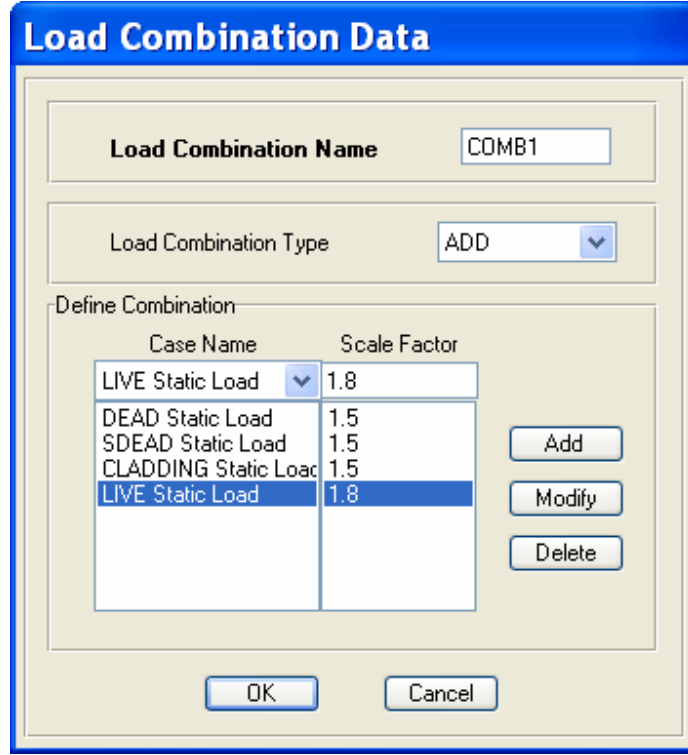 Load Combination Data
Load Combination Name COMB1
Load Combination Type ADD
Define Combination
Case Name Scale Factor
LIVE Static Load 1.8
DEAD Static Load 1.5
SDEAD Static Load 1.5
CLADDING Static Load 1.5
LIVE Static Load 1.8
Add
Modify
Delete
OK Cancel